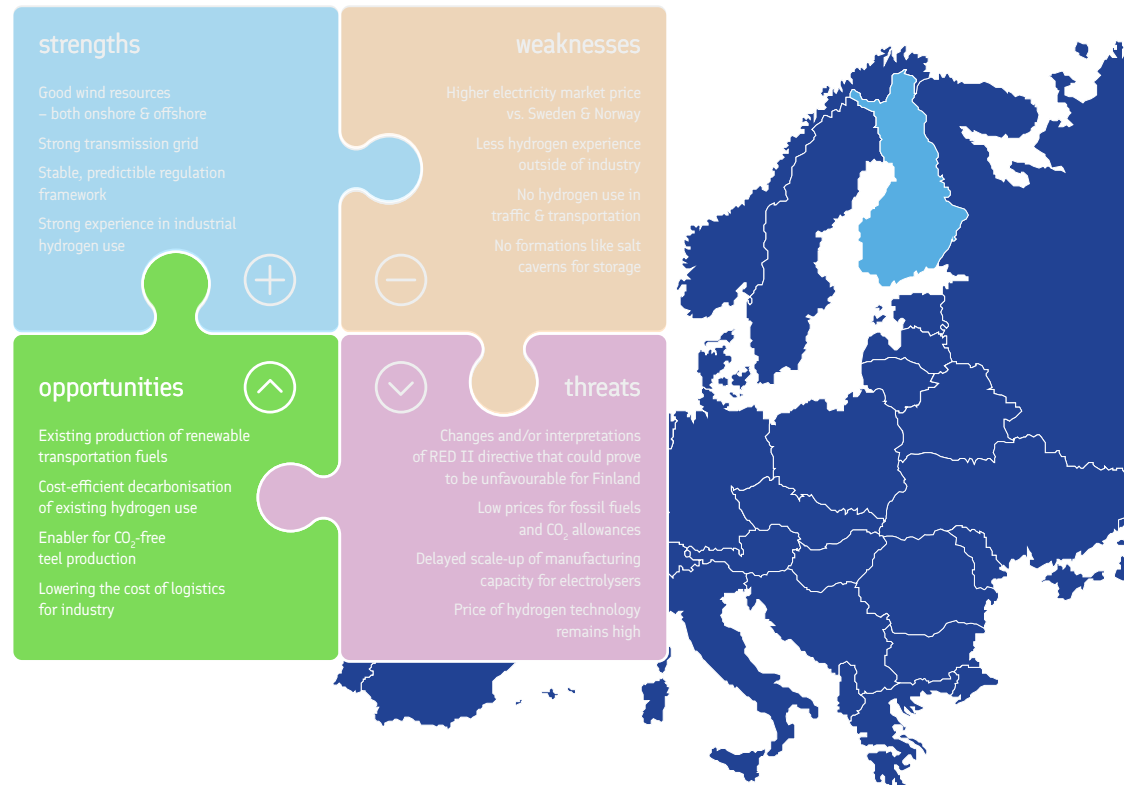 strengths
Good wind resources
– both onshore & offshore
Strong transmission grid
Stable, predictible regulation
framework
Strong experience in industrial
hydrogen use
weaknesses
Higher electricity market price
vs. Sweden & Norway
Less hydrogen experience
outside of industry
No hydrogen use in
traffic & transportation
No formations like salt
caverns for storage
opportunities
Existing production of renewable
transportation fuels
Cost-efficient decarbonisation
of existing hydrogen use
Enabler for CO₂-free
teel production
Lowering the cost of logistics
for industry
threats
Changes and/or interpretations
of RED II directive that could prove
to be unfavourable for Finland
Low prices for fossil fuels
and CO₂ allowances
Delayed scale-up of manufacturing
capacity for electrolysers
Price of hydrogen technology
remains high